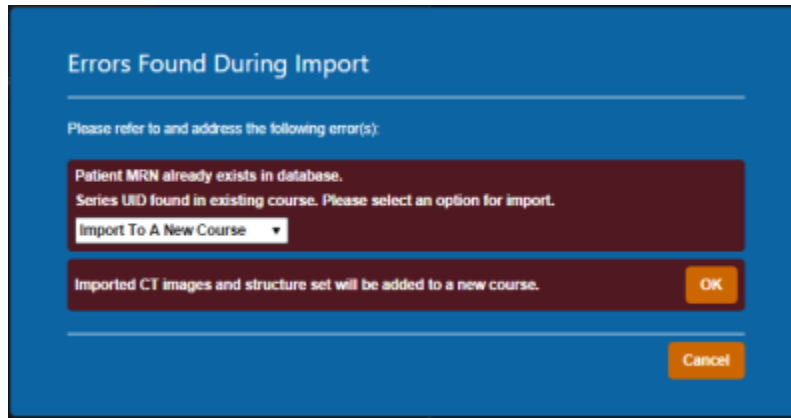 Errors Found During Import
Please refer to and address the following error(s):
Patient MRN already exists in database.
Series UID found in existing course. Please select an option for import.
Import To A New Course
Imported CT images and structure set will be added to a new course.
OK
Cancel